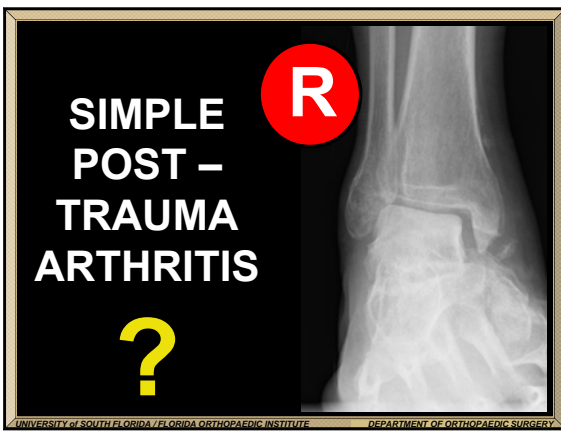 R
SIMPLE
POST –
TRAUMA
ARTHRITIS
?
UNIVERSITY of SOUTH FLORIDA / FLORIDA ORTHOPAEDIC INSTITUTE
DEPARTMENT OF ORTHOPAEDIC SURGERY